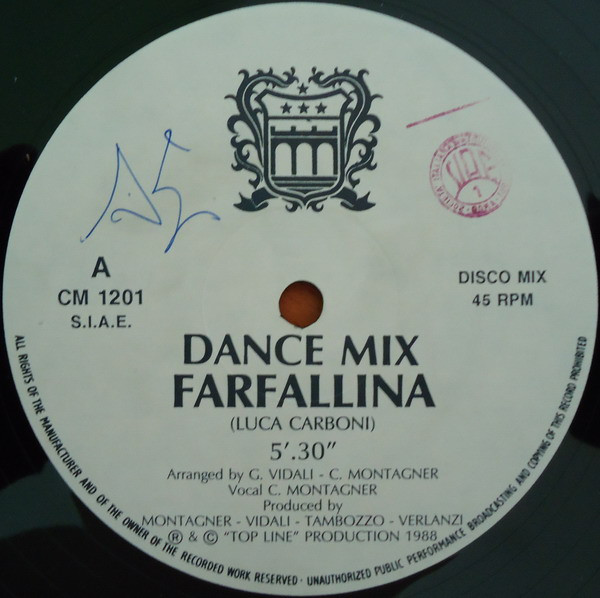 A
CM 1201
S.I.A.E.
DISCO MIX
45 RPM
DANCE MIX
FARFALLINA
(LUCA CARBONI)
5'.30"
Arranged by G. VIDALI - C. MONTAGNER
Vocal C. MONTAGNER
Produced by
MONTAGNER - VIDALI - TAMBOZZO - VERLANZI
℗ & © "TOP LINE" PRODUCTION 1988
ALL RIGHTS OF THE MANUFACTURER AND OF THE OWNER OF THE RECORDED WORK RESERVED · UNAUTHORIZED PUBLIC PERFORMANCE BROADCASTING AND COPYING OF THIS RECORD PROHIBITED